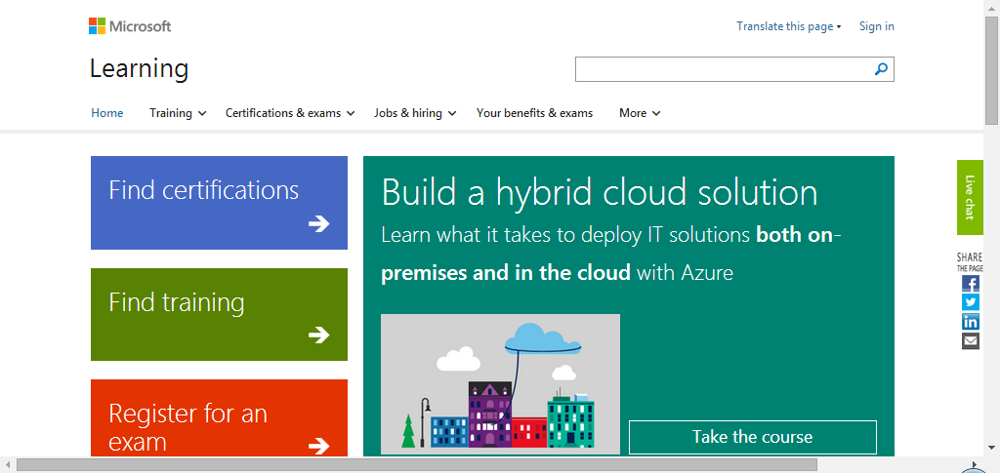 Microsoft
Translate this page
Sign in
Learning
Home
Training
Certifications & exams
Jobs & hiring
Your benefits & exams
More
Find certifications
Find training
Register for an
exam
Build a hybrid cloud solution
Learn what it takes to deploy IT solutions both on-
premises and in the cloud with Azure
Take the course
Live chat
SHARE
THE PAGE